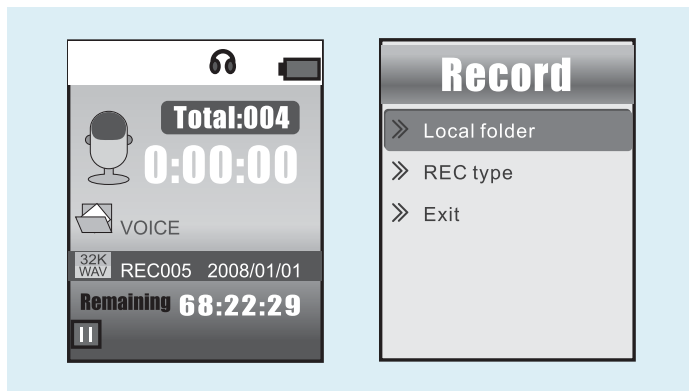 Total:004
0:00:00
VOICE
32K
WAV
REC005 2008/01/01
Remaining 68:22:29
Record
Local folder
REC type
Exit